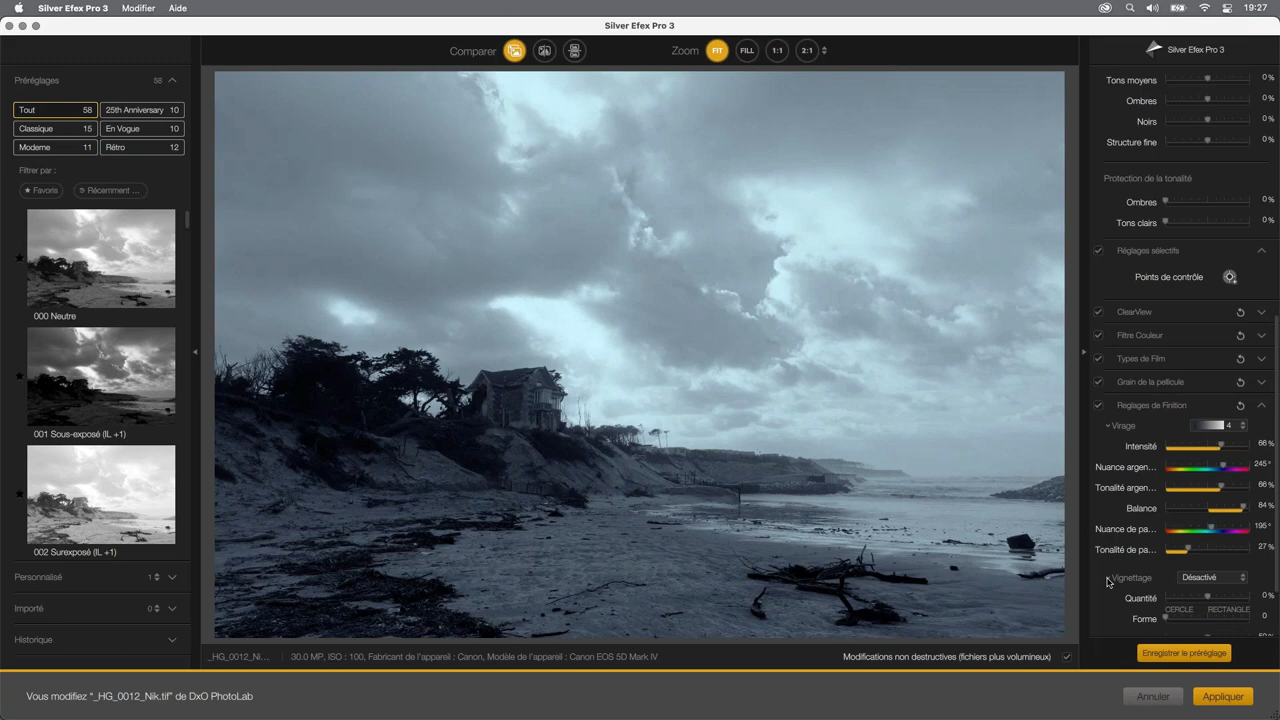 Silver Efex Pro 3 Modifier Aide 19:27
Silver Efex Pro 3
Comparer Zoom FIT FILL 1:1 2:1
Silver Efex Pro 3
Préréglages 58
Tout 58
25th Anniversary 10
Classique 15
En Vogue 10
Moderne 11
Rétro 12
Filtrer par :
Favoris
Récemment ...
000 Neutre
001 Sous-exposé (IL +1)
002 Surexposé (IL +1)
Personnalisé 1
Importé 0
Historique
Tons moyens 0 %
Ombres 0 %
Noirs 0 %
Structure fine 0 %
Protection de la tonalité
Ombres 0 %
Tons clairs 0 %
Réglages sélectifs
Points de contrôle
ClearView
Filtre Couleur
Types de Film
Grain de la pellicule
Reglages de Finition
Virage 4
Intensité 66 %
Nuance argen... 245 °
Tonalité argen... 66 %
Balance 84 %
Nuance de pa... 195 °
Tonalité de pa... 27 %
Vignettage Désactivé
Quantité 0 %
CERCLE RECTANGLE
Forme 0
Enregistrer le préréglage
_HG_0012_Ni... 30.0 MP, ISO : 100, Fabricant de l'appareil : Canon, Modèle de l'appareil : Canon EOS 5D Mark IV
Modifications non destructives (fichiers plus volumineux)
Vous modifiez “_HG_0012_Nik.tif” de DxO PhotoLab
Annuler
Appliquer